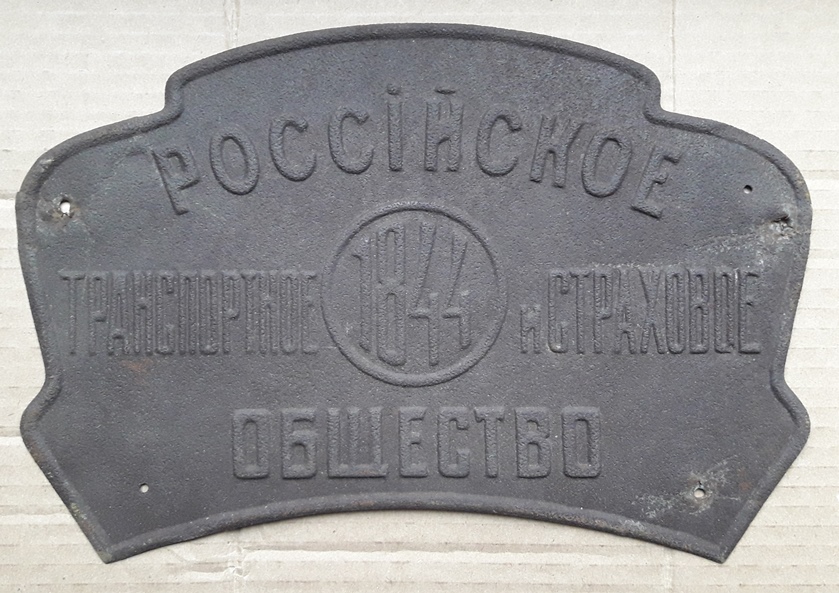 РОССІЙСКОЕ
ТРАНСПОРТНОЕ 1844 и СТРАХОВОЕ
ОБЩЕСТВО